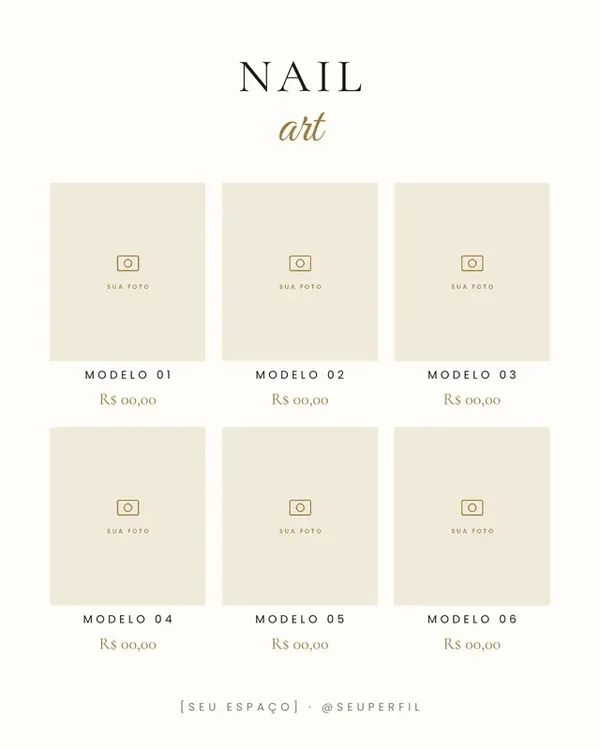 NAIL
art
SUA FOTO
SUA FOTO
SUA FOTO
MODELO 01
MODELO 02
MODELO 03
R$ 00,00
R$ 00,00
R$ 00,00
SUA FOTO
SUA FOTO
SUA FOTO
MODELO 04
MODELO 05
MODELO 06
R$ 00,00
R$ 00,00
R$ 00,00
[SEU ESPAÇO] · @SEUPERFIL